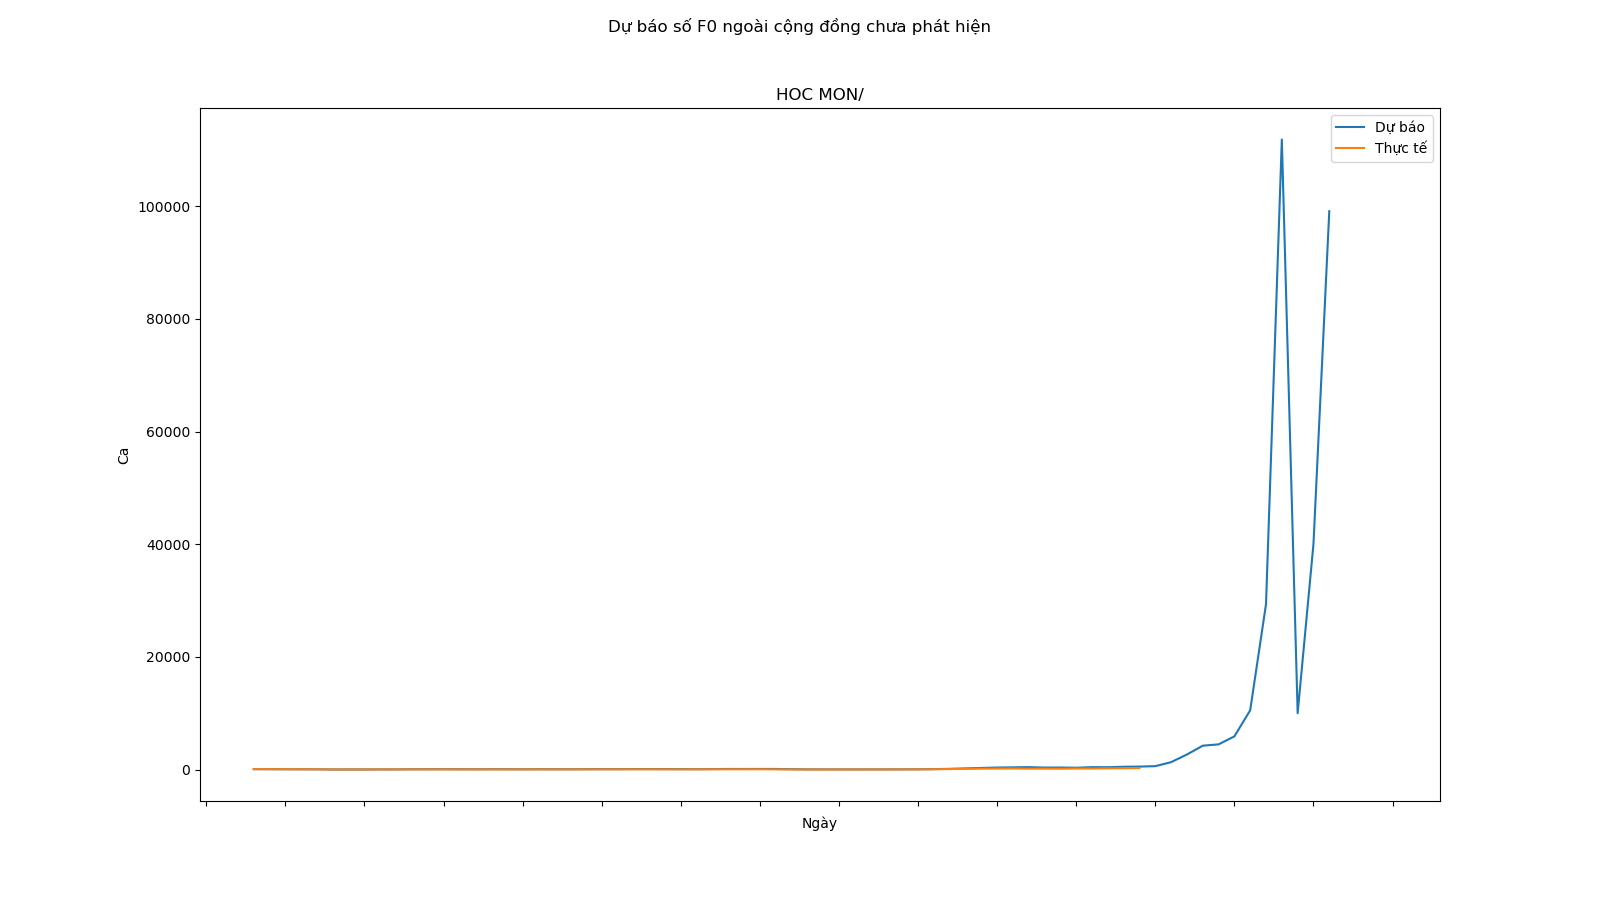 Dự báo số F0 ngoài cộng đồng chưa phát hiện
HOC MON/
Dự báo
Thực tế
100000
80000
60000
40000
20000
0
Ca
Ngày